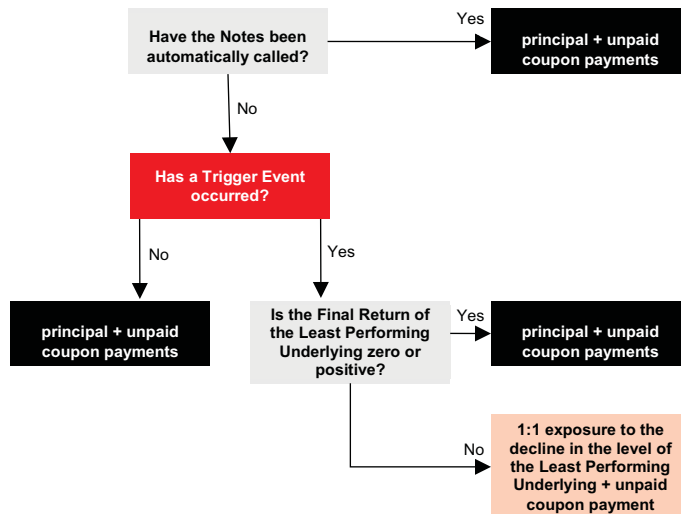 Have the Notes been
automatically called?
Yes
principal + unpaid
coupon payments
No
Has a Trigger Event
occurred?
No
Yes
principal + unpaid
coupon payments
Is the Final Return of
the Least Performing
Underlying zero or
positive?
Yes
principal + unpaid
coupon payments
No
1:1 exposure to the
decline in the level of
the Least Performing
Underlying + unpaid
coupon payment